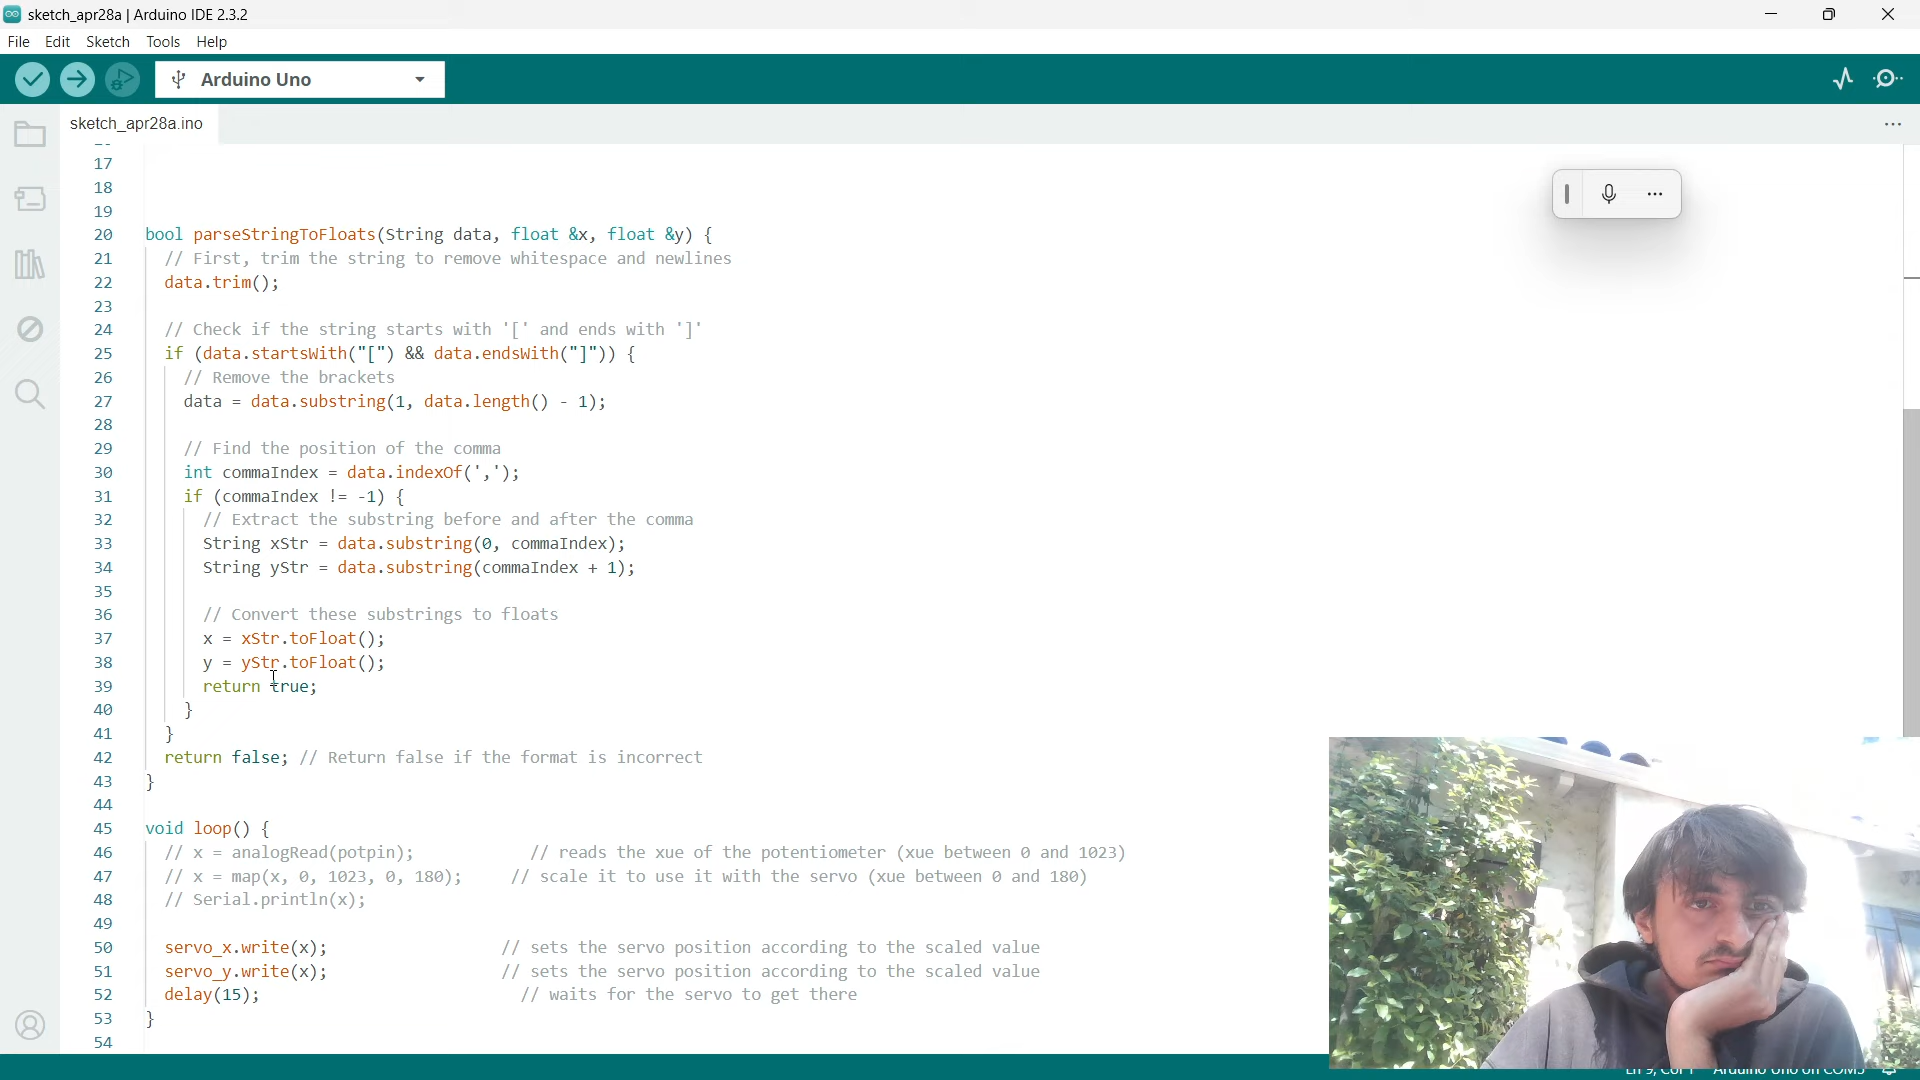 sketch_apr28a | Arduino IDE 2.3.2
File Edit Sketch Tools Help
Arduino Uno
sketch_apr28a.ino
17
18
19
20 bool parseStringToFloats(String data, float &x, float &y) {
21 // First, trim the string to remove whitespace and newlines
22 data.trim();
23
24 // Check if the string starts with '[' and ends with ']'
25 if (data.startsWith("[") && data.endsWith("]")) {
26 // Remove the brackets
27 data = data.substring(1, data.length() - 1);
28
29 // Find the position of the comma
30 int commaIndex = data.indexOf(',');
31 if (commaIndex != -1) {
32 // Extract the substring before and after the comma
33 String xStr = data.substring(0, commaIndex);
34 String yStr = data.substring(commaIndex + 1);
35
36 // Convert these substrings to floats
37 x = xStr.toFloat();
38 y = yStr.toFloat();
39 return true;
40 }
41 }
42 return false; // Return false if the format is incorrect
43 }
44
45 void loop() {
46 // x = analogRead(potpin); // reads the xue of the potentiometer (xue between 0 and 1023)
47 // x = map(x, 0, 1023, 0, 180); // scale it to use it with the servo (xue between 0 and 180)
48 // Serial.println(x);
49
50 servo_x.write(x); // sets the servo position according to the scaled value
51 servo_y.write(x); // sets the servo position according to the scaled value
52 delay(15); // waits for the servo to get there
53 }
54